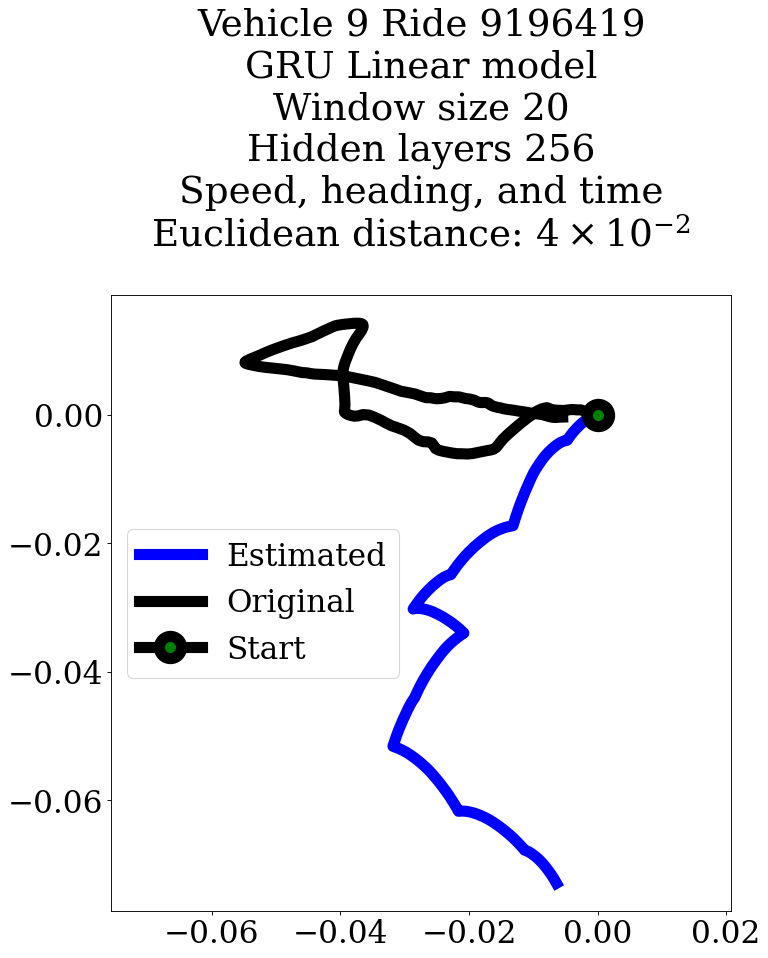 Vehicle 9 Ride 9196419
GRU Linear model
Window size 20
Hidden layers 256
Speed, heading, and time
Euclidean distance: 4 × 10⁻²
0.00
−0.02
−0.04
−0.06
Estimated
Original
Start
−0.06 −0.04 −0.02 0.00 0.02